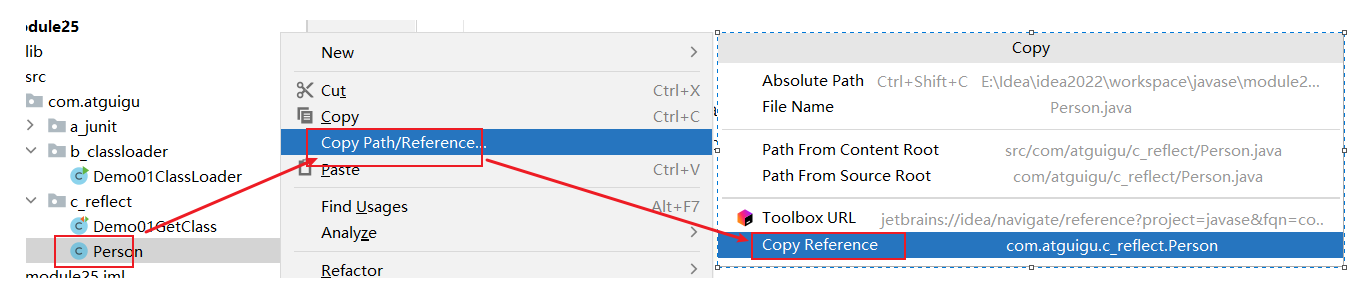 odule25
lib
src
com.atguigu
a_junit
b_classloader
Demo01ClassLoader
c_reflect
Demo01GetClass
Person
module25.iml
New
Cut Ctrl+X
Copy Ctrl+C
Copy Path/Reference...
Paste Ctrl+V
Find Usages Alt+F7
Analyze
Refactor
Copy
Absolute Path Ctrl+Shift+C E:\Idea\idea2022\workspace\javase\module2...
File Name Person.java
Path From Content Root src/com/atguigu/c_reflect/Person.java
Path From Source Root com/atguigu/c_reflect/Person.java
Toolbox URL jetbrains://idea/navigate/reference?project=javase&fqn=co..
Copy Reference com.atguigu.c_reflect.Person